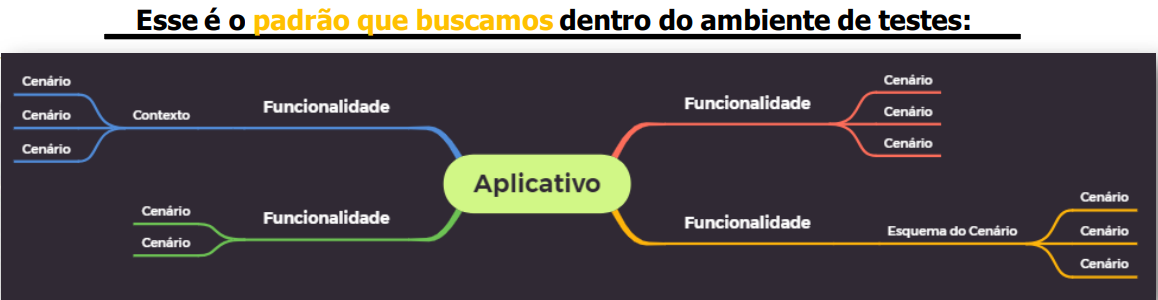 Esse é o padrão que buscamos dentro do ambiente de testes:
Cenário
Cenário
Cenário
Contexto
Funcionalidade
Cenário
Cenário
Funcionalidade
Aplicativo
Funcionalidade
Cenário
Cenário
Cenário
Funcionalidade
Esquema do Cenário
Cenário
Cenário
Cenário